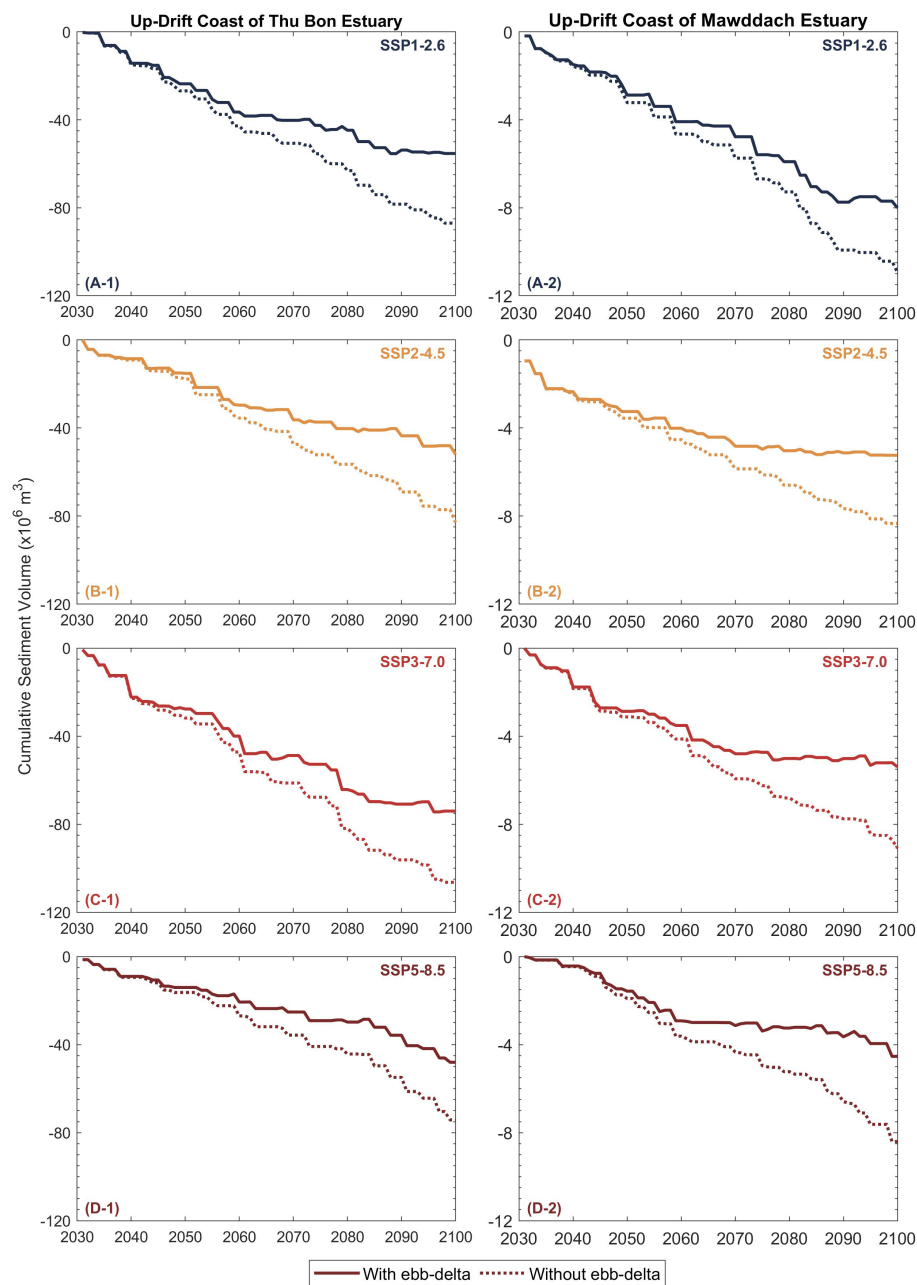 Up-Drift Coast of Thu Bon Estuary
Up-Drift Coast of Mawddach Estuary
Cumulative Sediment Volume (x10⁶ m³)
0
-40
-80
-120
SSP1-2.6
(A-1)
2030 2040 2050 2060 2070 2080 2090 2100
0
-4
-8
-12
SSP1-2.6
(A-2)
2030 2040 2050 2060 2070 2080 2090 2100
0
-40
-80
-120
SSP2-4.5
(B-1)
2030 2040 2050 2060 2070 2080 2090 2100
0
-4
-8
-12
SSP2-4.5
(B-2)
2030 2040 2050 2060 2070 2080 2090 2100
0
-40
-80
-120
SSP3-7.0
(C-1)
2030 2040 2050 2060 2070 2080 2090 2100
0
-4
-8
-12
SSP3-7.0
(C-2)
2030 2040 2050 2060 2070 2080 2090 2100
0
-40
-80
-120
SSP5-8.5
(D-1)
2030 2040 2050 2060 2070 2080 2090 2100
0
-4
-8
-12
SSP5-8.5
(D-2)
2030 2040 2050 2060 2070 2080 2090 2100
With ebb-delta Without ebb-delta